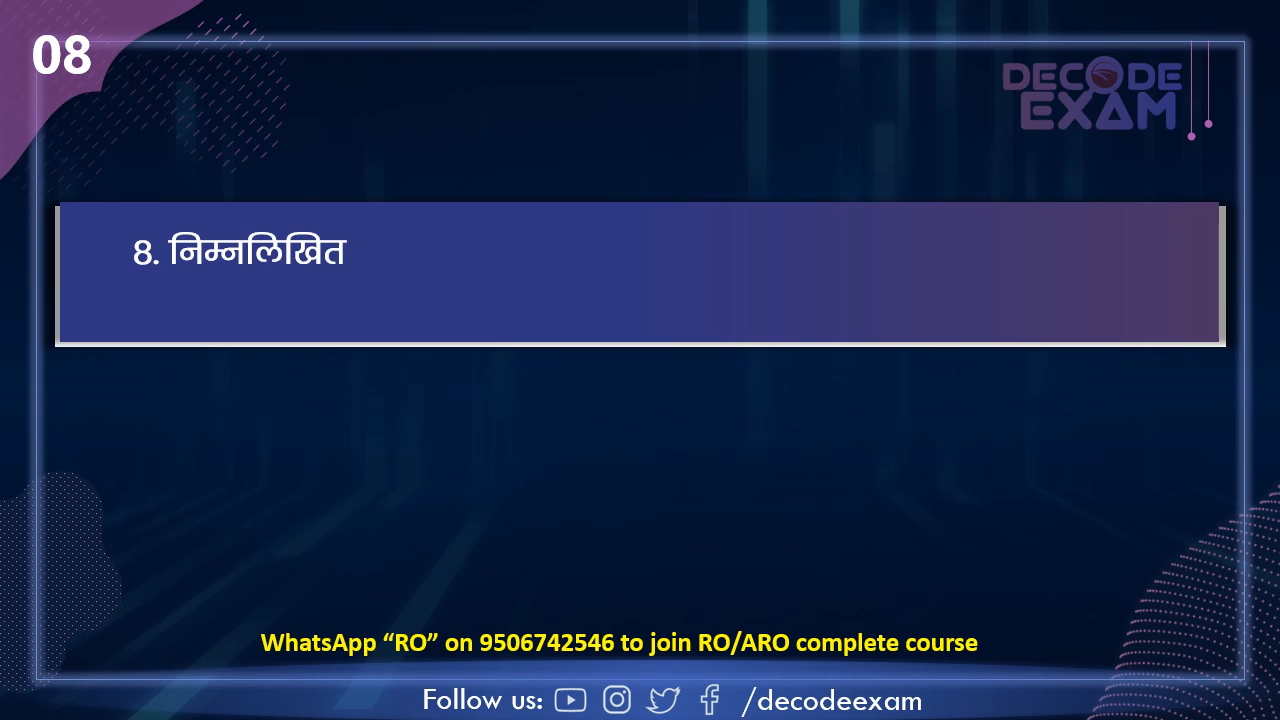 08
DECODE
EXAM
8. निम्नलिखित
WhatsApp “RO” on 9506742546 to join RO/ARO complete course
Follow us: /decodeexam